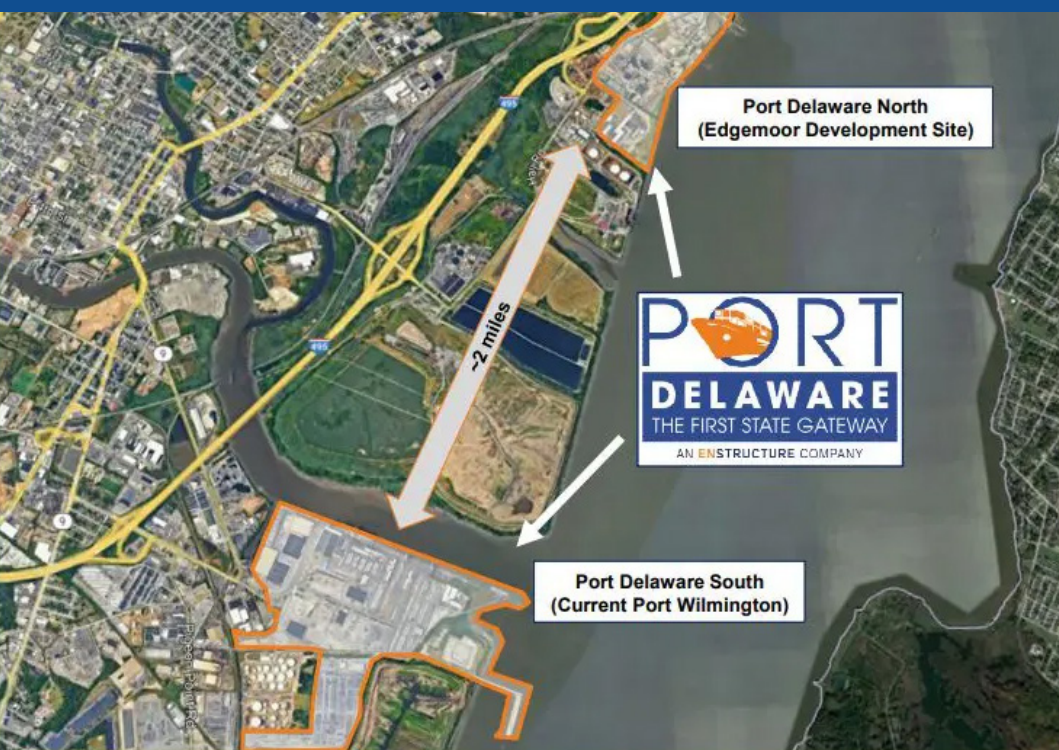 495
Port Delaware North
(Edgemoor Development Site)
~2 miles
PORT
DELAWARE
THE FIRST STATE GATEWAY
AN ENSTRUCTURE COMPANY
495
9
9
Port Delaware South
(Current Port Wilmington)